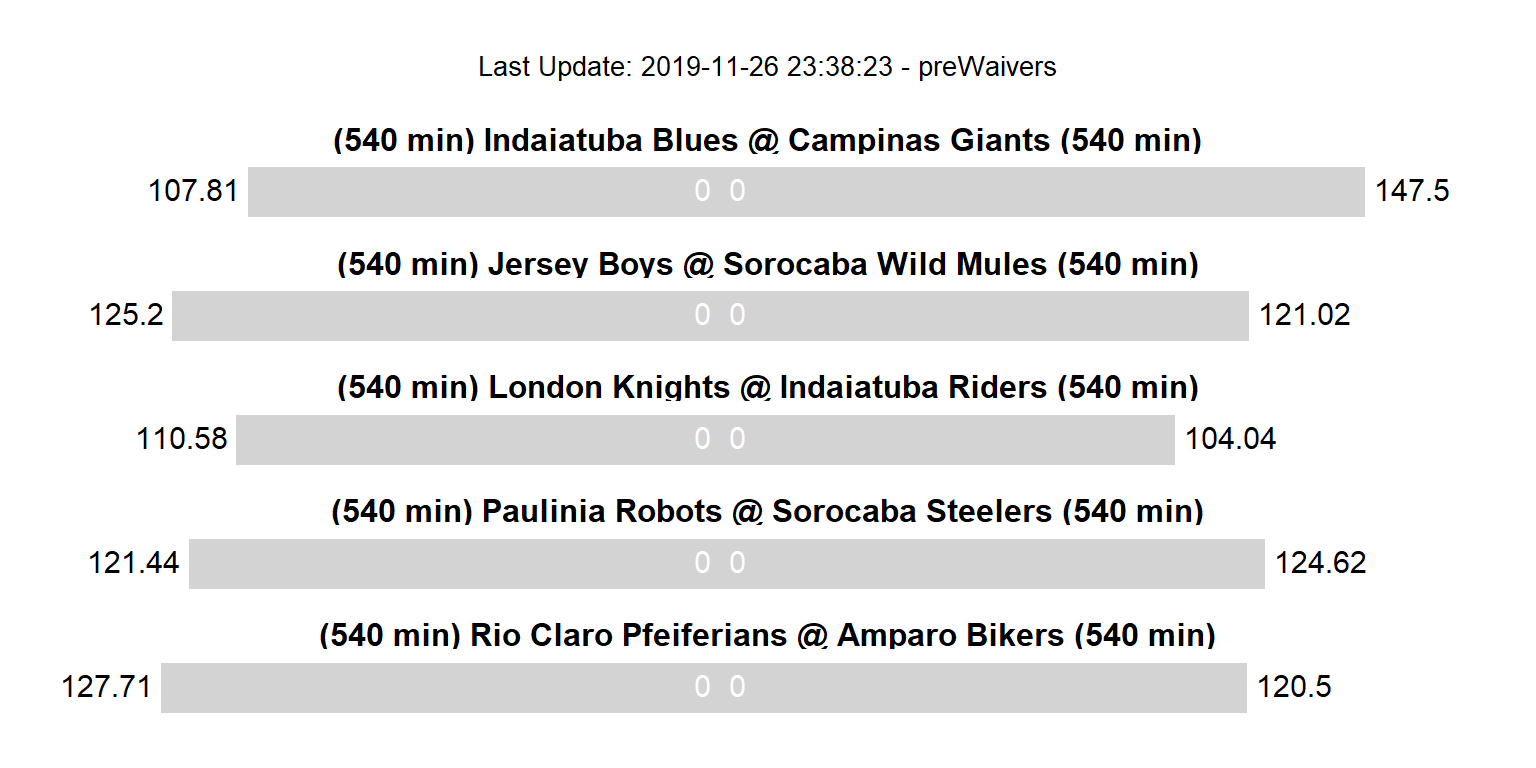 Last Update: 2019-11-26 23:38:23 - preWaivers
(540 min) Indaiatuba Blues @ Campinas Giants (540 min)
107.81 0 0 147.5
(540 min) Jersey Boys @ Sorocaba Wild Mules (540 min)
125.2 0 0 121.02
(540 min) London Knights @ Indaiatuba Riders (540 min)
110.58 0 0 104.04
(540 min) Paulinia Robots @ Sorocaba Steelers (540 min)
121.44 0 0 124.62
(540 min) Rio Claro Pfeiferians @ Amparo Bikers (540 min)
127.71 0 0 120.5